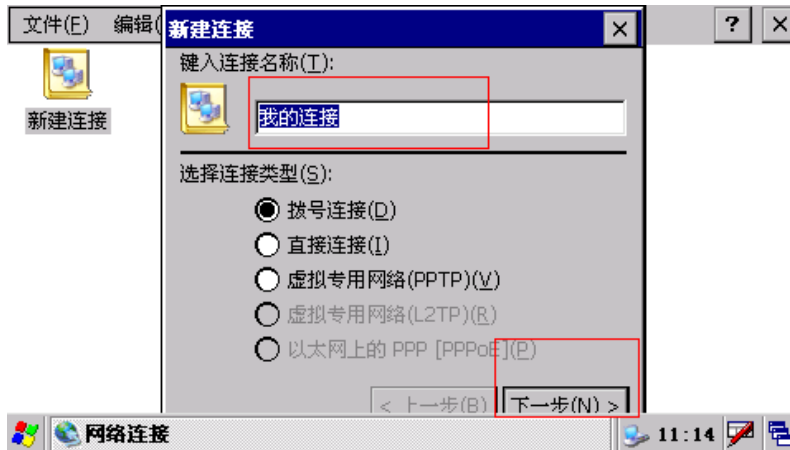 文件(F) 编辑(
新建连接
?
新建连接
键入连接名称(T):
我的连接
选择连接类型(S):
拨号连接(D)
直接连接(I)
虚拟专用网络(PPTP)(V)
虚拟专用网络(L2TP)(R)
以太网上的 PPP [PPPoE](P)
< 上一步(B) 下一步(N) >
网络连接 11:14